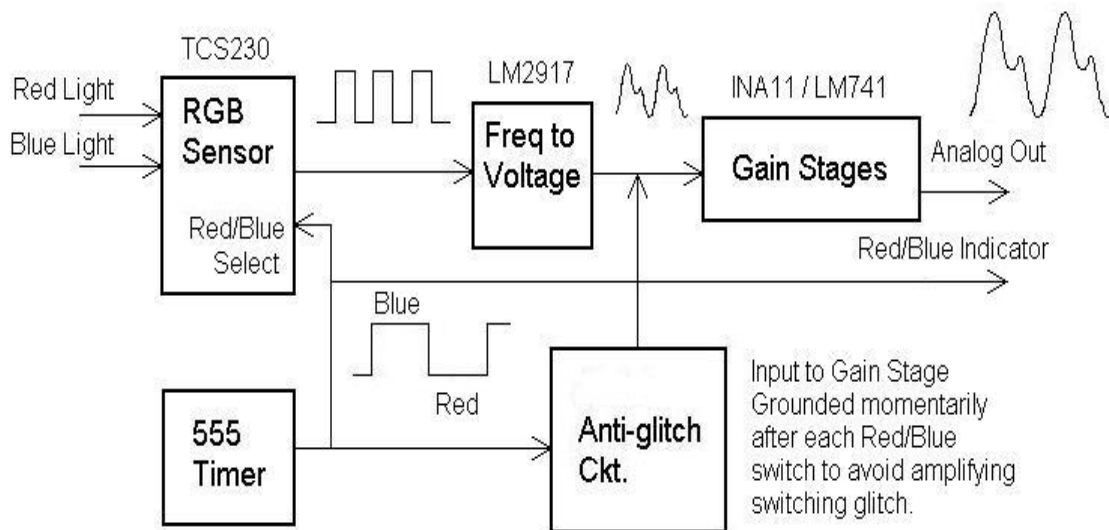 TCS230
Red Light
Blue Light
RGB
Sensor
Red/Blue
Select
LM2917
Freq to
Voltage
INA11 / LM741
Gain Stages
Analog Out
Red/Blue Indicator
Blue
Red
555
Timer
Anti-glitch
Ckt.
Input to Gain Stage
Grounded momentarily
after each Red/Blue
switch to avoid amplifying
switching glitch.